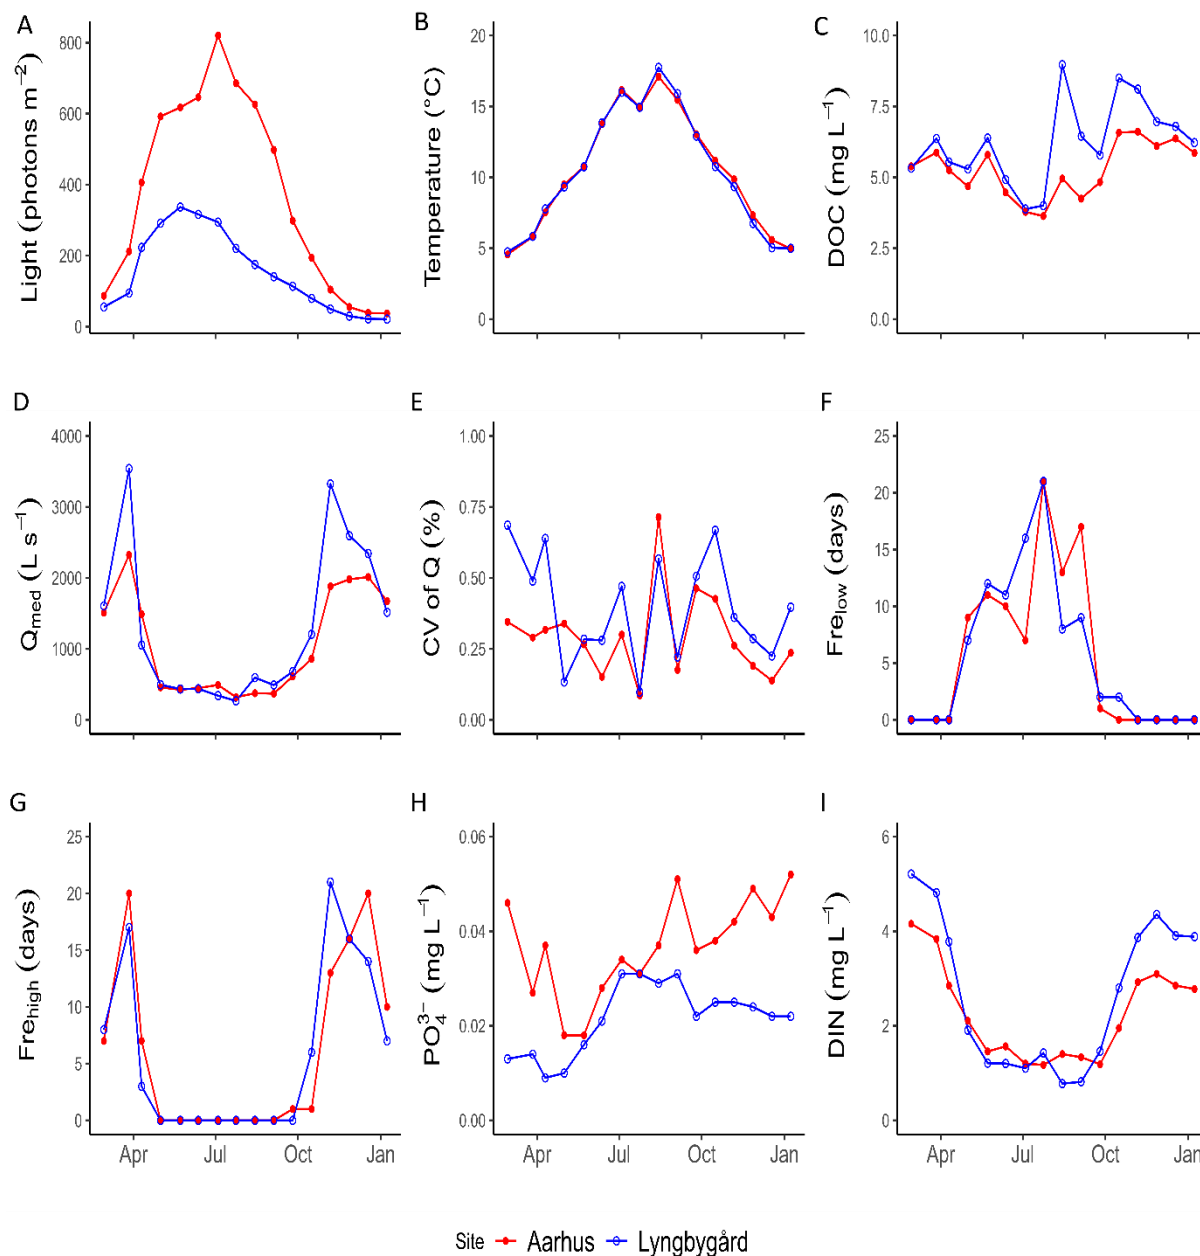 A
B
C
Light (photons m⁻²)
800
600
400
200
0
Temperature (°C)
20
15
10
5
0
DOC (mg L⁻¹)
10.0
7.5
5.0
2.5
0.0
D
E
F
Qmed (L s⁻¹)
4000
3000
2000
1000
0
CV of Q (%)
1.00
0.75
0.50
0.25
0.00
Frelow (days)
25
20
15
10
5
0
G
H
I
Frehigh (days)
25
20
15
10
5
0
PO₄³⁻ (mg L⁻¹)
0.06
0.04
0.02
0.00
DIN (mg L⁻¹)
6
4
2
0
Apr Jul Oct Jan
Apr Jul Oct Jan
Apr Jul Oct Jan
Site Aarhus Lyngbygård